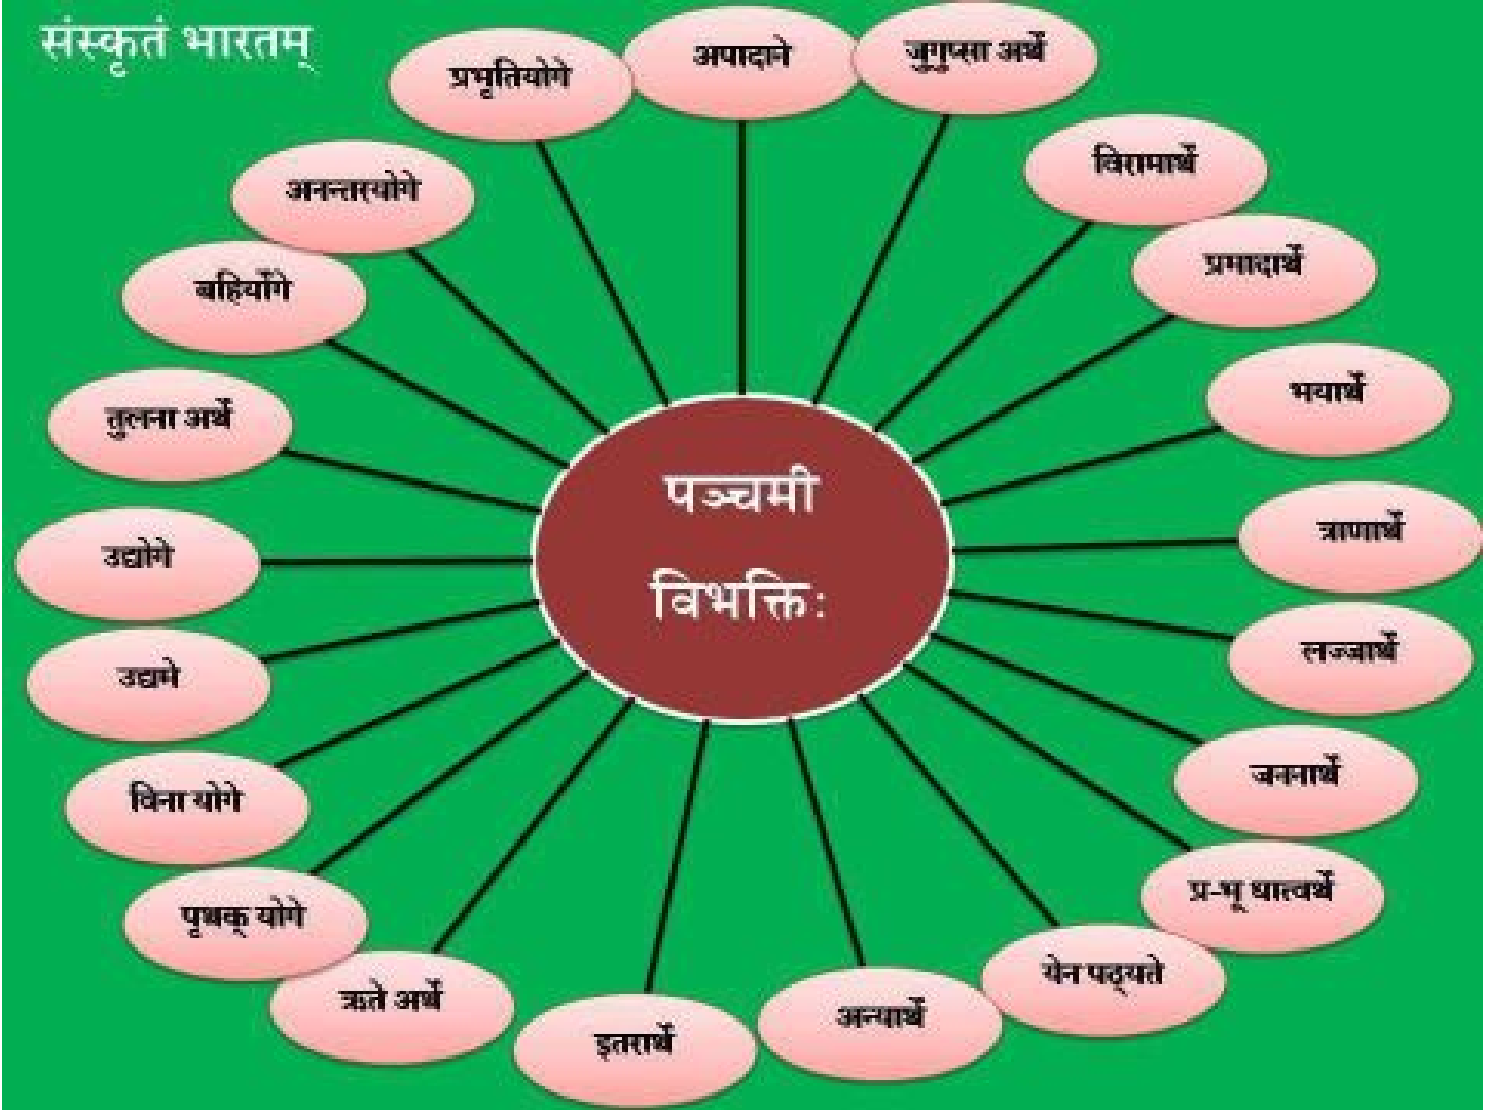 संस्कृतं भारतम्
पञ्चमी
विभक्तिः
अपादाने
जुगुप्सा अर्थे
विरामार्थे
प्रमादार्थे
भयार्थे
त्राणार्थे
लज्जार्थे
जननार्थे
प्र-भू धात्वर्थे
येन पठ्यते
अन्यार्थे
इतरार्थे
ऋते अर्थे
पृथक् योगे
विना योगे
उद्यमे
उद्योगे
तुलना अर्थे
बहिर्योगे
अनन्तरयोगे
प्रभृतियोगे